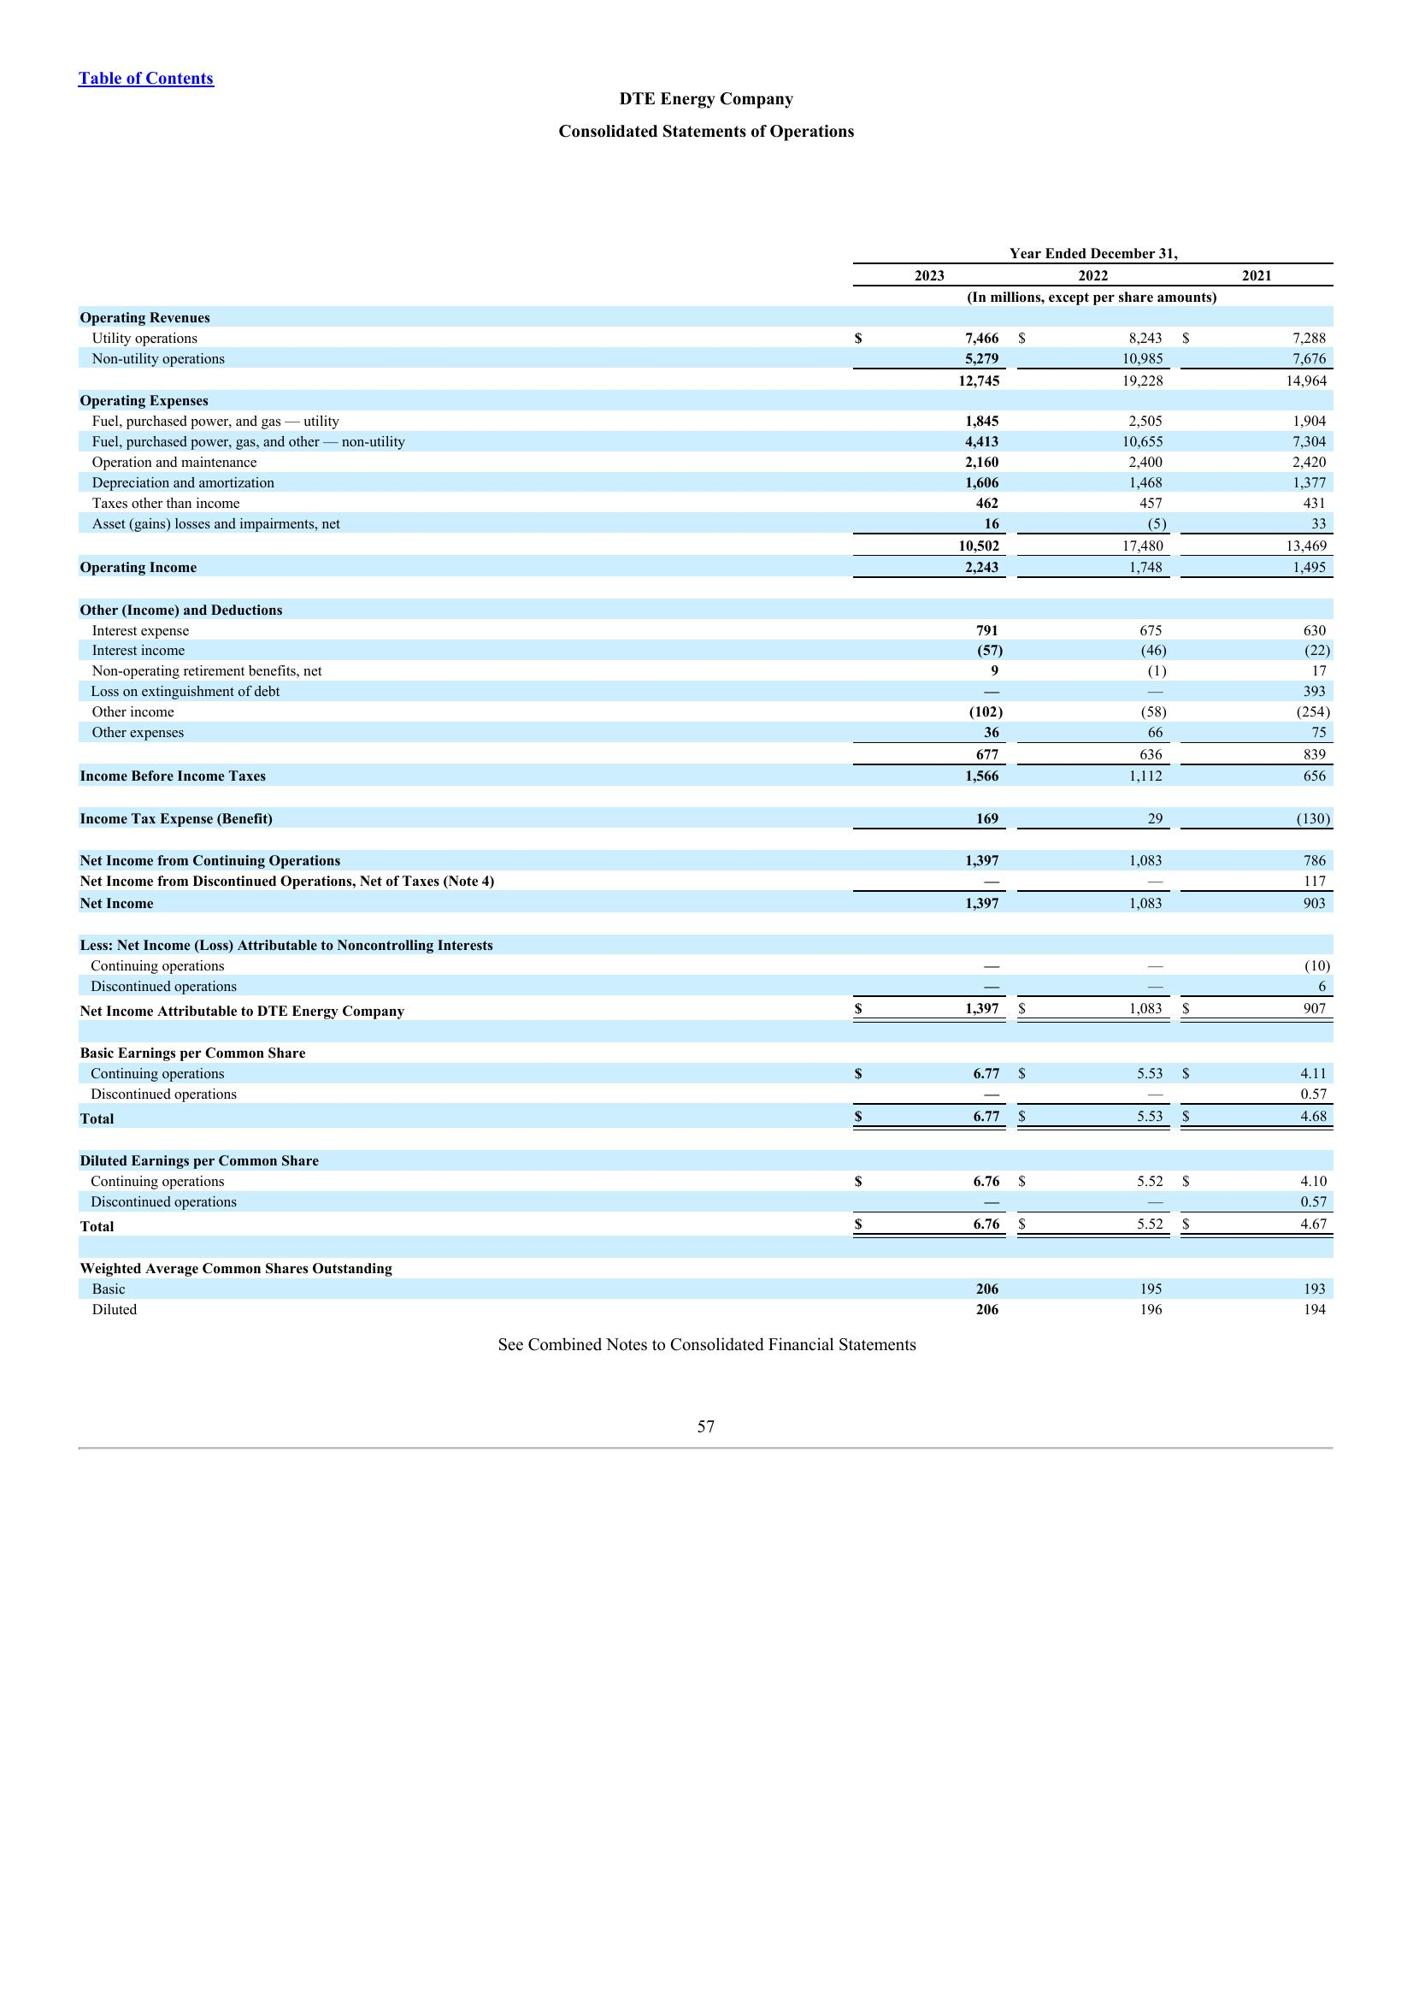 Table of Contents
DTE Energy Company
Consolidated Statements of Operations
Year Ended December 31,
2023 2022 2021
(In millions, except per share amounts)
Operating Revenues
Utility operations $ 7,466 $ 8,243 $ 7,288
Non-utility operations 5,279 10,985 7,676
12,745 19,228 14,964
Operating Expenses
Fuel, purchased power, and gas — utility 1,845 2,505 1,904
Fuel, purchased power, gas, and other — non-utility 4,413 10,655 7,304
Operation and maintenance 2,160 2,400 2,420
Depreciation and amortization 1,606 1,468 1,377
Taxes other than income 462 457 431
Asset (gains) losses and impairments, net 16 (5) 33
10,502 17,480 13,469
Operating Income 2,243 1,748 1,495
Other (Income) and Deductions
Interest expense 791 675 630
Interest income (57) (46) (22)
Non-operating retirement benefits, net 9 (1) 17
Loss on extinguishment of debt — — 393
Other income (102) (58) (254)
Other expenses 36 66 75
677 636 839
Income Before Income Taxes 1,566 1,112 656
Income Tax Expense (Benefit) 169 29 (130)
Net Income from Continuing Operations 1,397 1,083 786
Net Income from Discontinued Operations, Net of Taxes (Note 4) — — 117
Net Income 1,397 1,083 903
Less: Net Income (Loss) Attributable to Noncontrolling Interests
Continuing operations — — (10)
Discontinued operations — — 6
Net Income Attributable to DTE Energy Company $ 1,397 $ 1,083 $ 907
Basic Earnings per Common Share
Continuing operations $ 6.77 $ 5.53 $ 4.11
Discontinued operations — — 0.57
Total $ 6.77 $ 5.53 $ 4.68
Diluted Earnings per Common Share
Continuing operations $ 6.76 $ 5.52 $ 4.10
Discontinued operations — — 0.57
Total $ 6.76 $ 5.52 $ 4.67
Weighted Average Common Shares Outstanding
Basic 206 195 193
Diluted 206 196 194
See Combined Notes to Consolidated Financial Statements
57